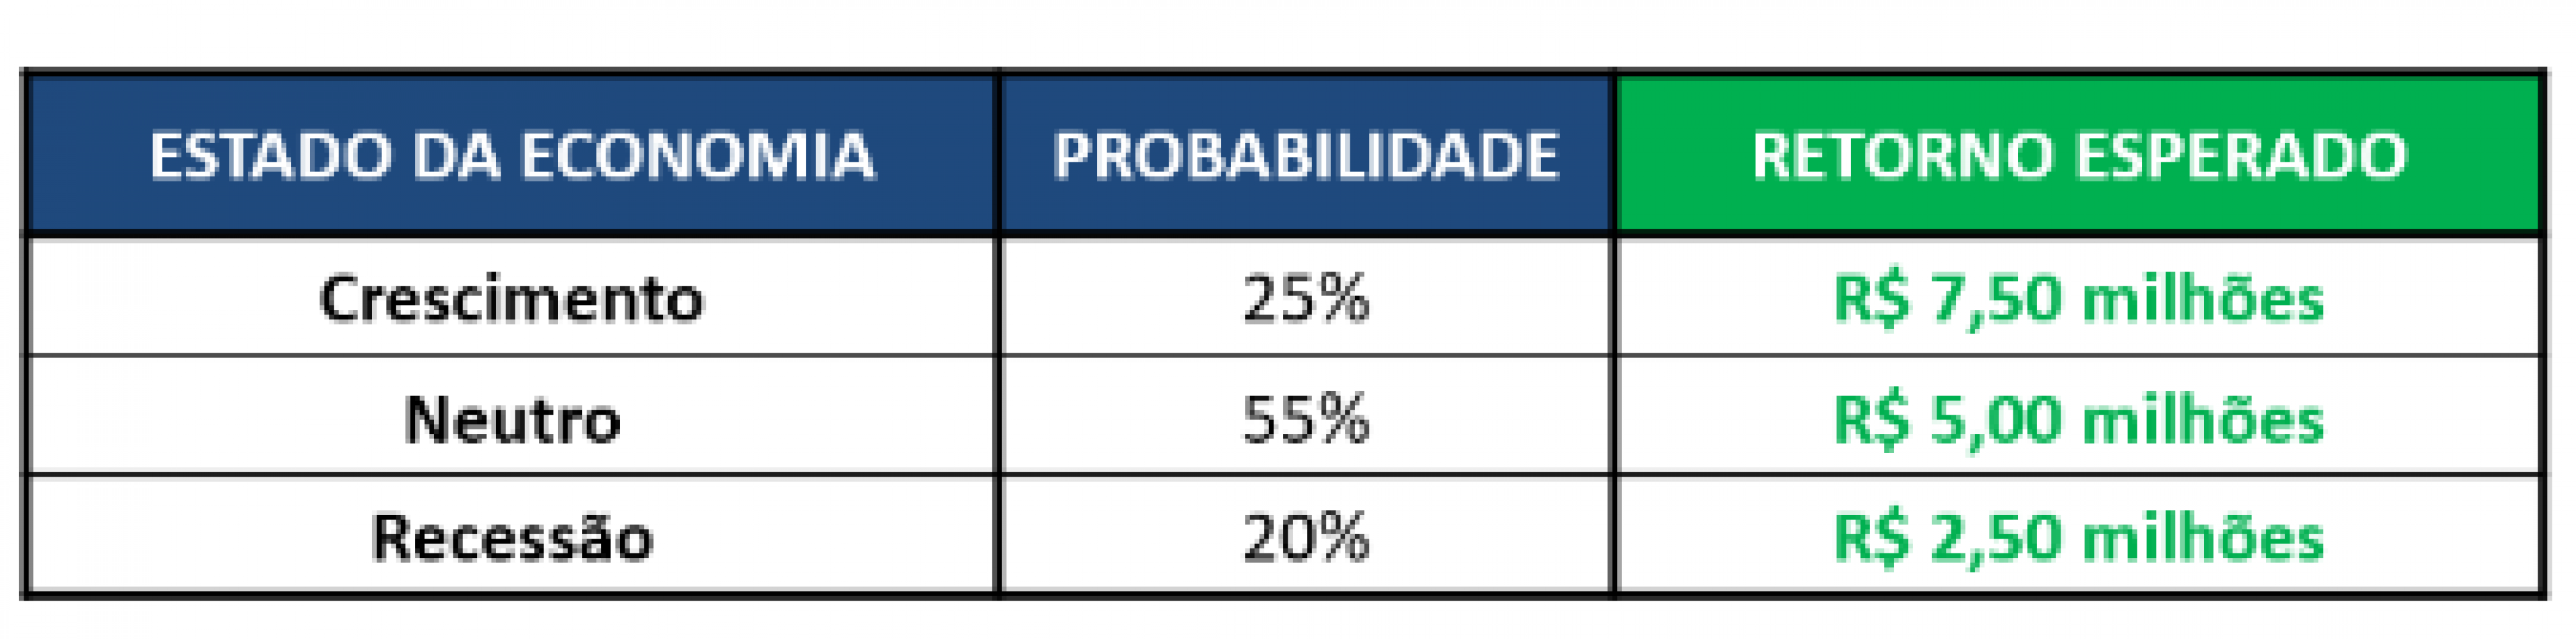 ESTADO DA ECONOMIA PROBABILIDADE RETORNO ESPERADO
Crescimento 25% R$ 7,50 milhões
Neutro 55% R$ 5,00 milhões
Recessão 20% R$ 2,50 milhões